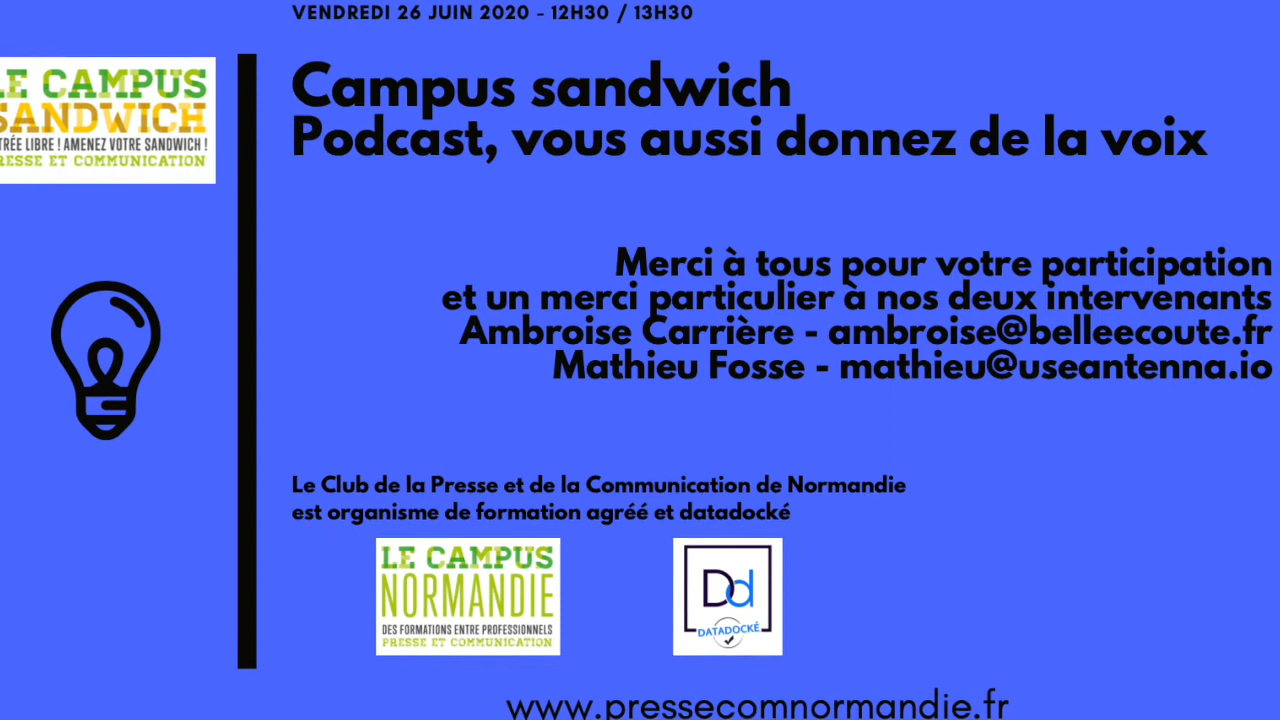 VENDREDI 26 JUIN 2020 - 12H30 / 13H30
LE CAMPUS
SANDWICH
TRÉE LIBRE ! AMENEZ VOTRE SANDWICH !
PRESSE ET COMMUNICATION
Campus sandwich
Podcast, vous aussi donnez de la voix
Merci à tous pour votre participation
et un merci particulier à nos deux intervenants
Ambroise Carrière - ambroise@belleecoute.fr
Mathieu Fosse - mathieu@useantenna.io
Le Club de la Presse et de la Communication de Normandie
est organisme de formation agréé et datadocké
LE CAMPUS
NORMANDIE
DES FORMATIONS ENTRE PROFESSIONNELS
PRESSE ET COMMUNICATION
Dd
DATADOCKÉ
www.pressecomnormandie.fr